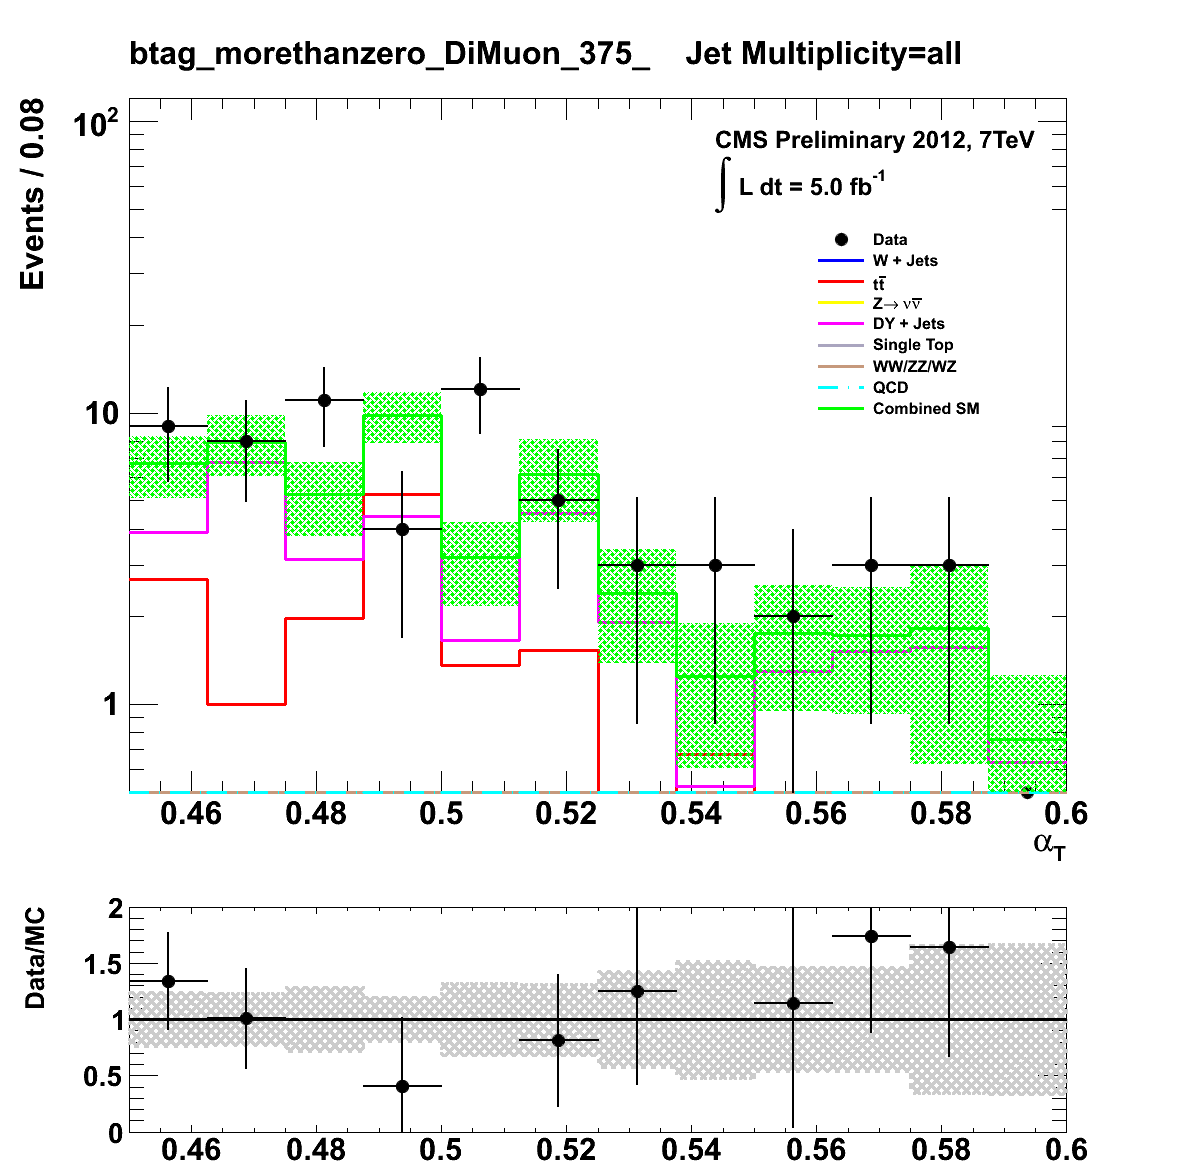 btag_morethanzero_DiMuon_375_ Jet Multiplicity=all
Events / 0.08
10²
10
1
CMS Preliminary 2012, 7TeV
∫ L dt = 5.0 fb⁻¹
Data
W + Jets
tt̅
Z→ νν̅
DY + Jets
Single Top
WW/ZZ/WZ
QCD
Combined SM
0.46 0.48 0.5 0.52 0.54 0.56 0.58 0.6
α_T
Data/MC
2
1.5
1
0.5
0
0.46 0.48 0.5 0.52 0.54 0.56 0.58 0.6